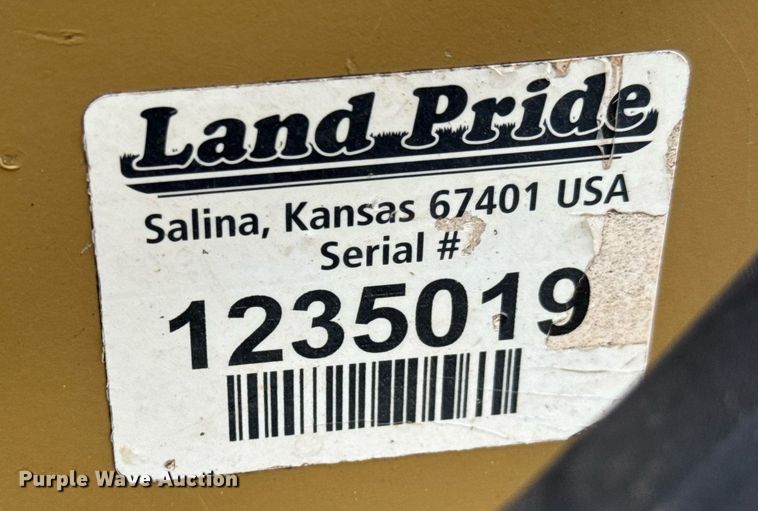 Land Pride
Salina, Kansas 67401 USA
Serial #
1235019
Purple Wave Auction